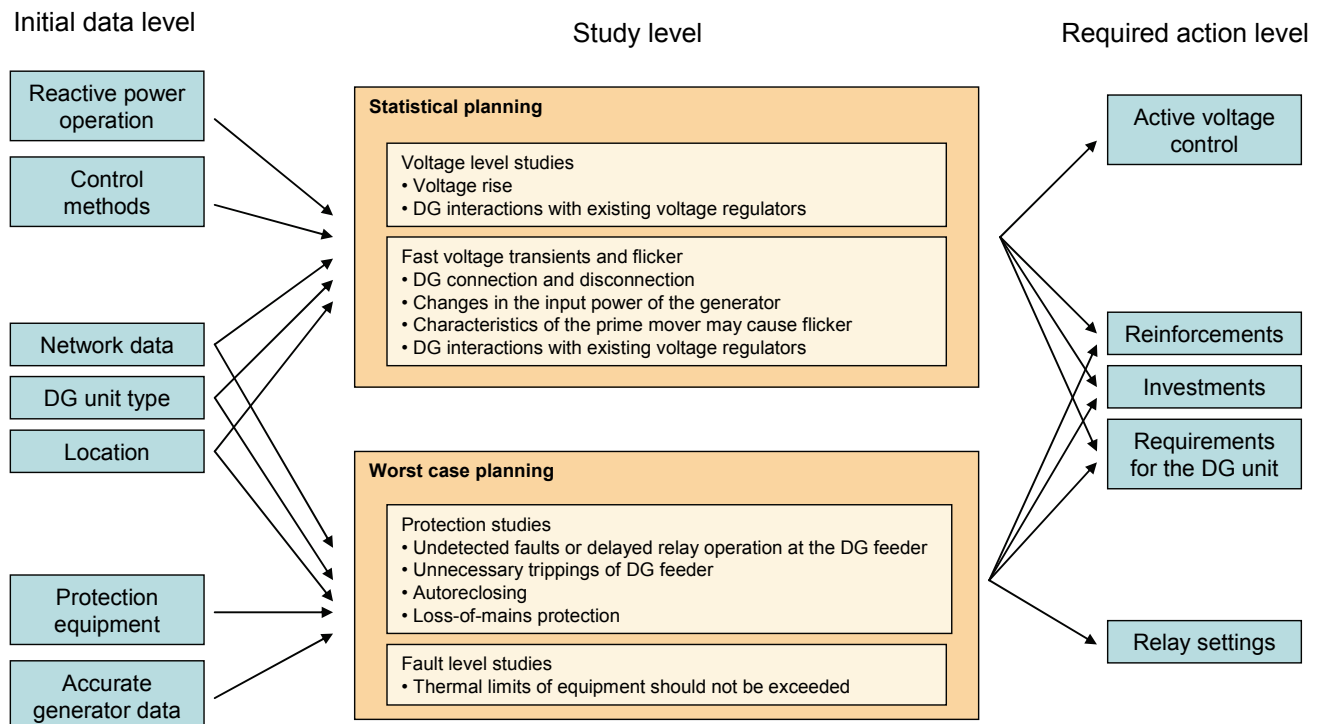 Initial data level
Study level
Required action level
Reactive power
operation
Control
methods
Network data
DG unit type
Location
Protection
equipment
Accurate
generator data
Statistical planning
Voltage level studies
• Voltage rise
• DG interactions with existing voltage regulators
Fast voltage transients and flicker
• DG connection and disconnection
• Changes in the input power of the generator
• Characteristics of the prime mover may cause flicker
• DG interactions with existing voltage regulators
Worst case planning
Protection studies
• Undetected faults or delayed relay operation at the DG feeder
• Unnecessary trippings of DG feeder
• Autoreclosing
• Loss-of-mains protection
Fault level studies
• Thermal limits of equipment should not be exceeded
Active voltage
control
Reinforcements
Investments
Requirements
for the DG unit
Relay settings